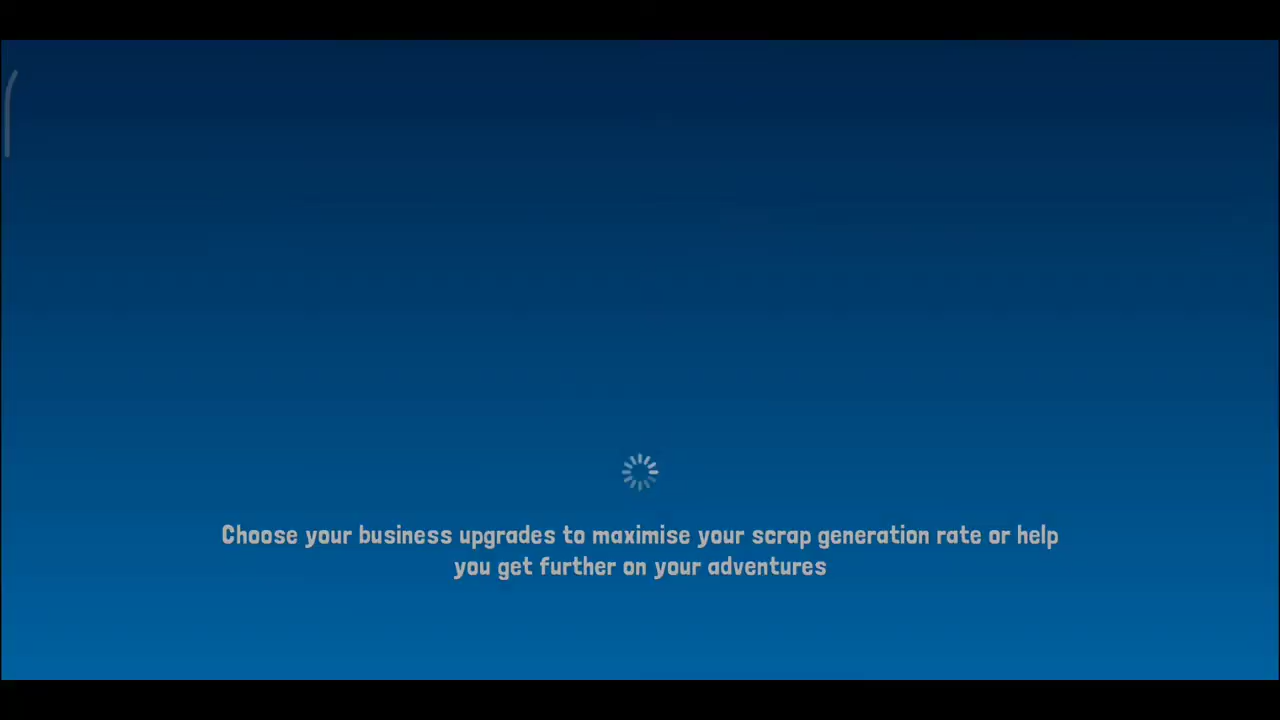 Choose your business upgrades to maximise your scrap generation rate or help
you get further on your adventures